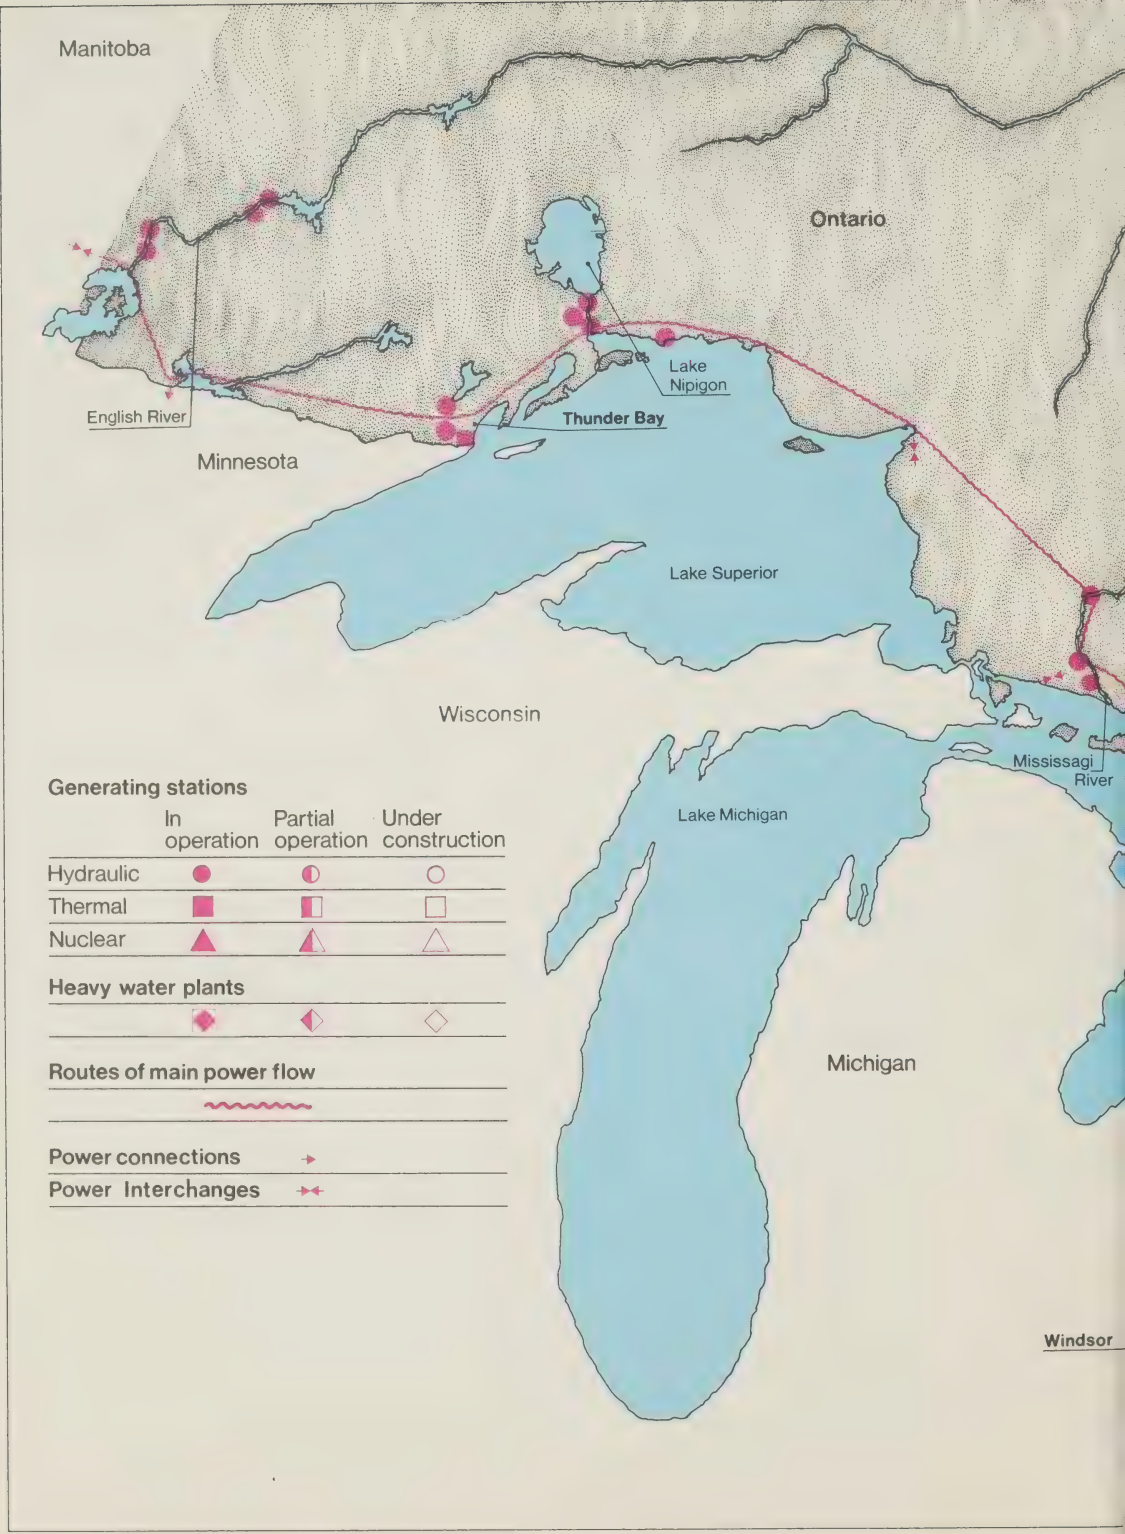 Manitoba
Ontario
Lake
Nipigon
English River
Thunder Bay
Minnesota
Lake Superior
Wisconsin
Mississagi
River
Lake Michigan
Generating stations
In operation
Partial operation
Under construction
Hydraulic
Thermal
Nuclear
Heavy water plants
Routes of main power flow
Michigan
Power connections
Power Interchanges
Windsor